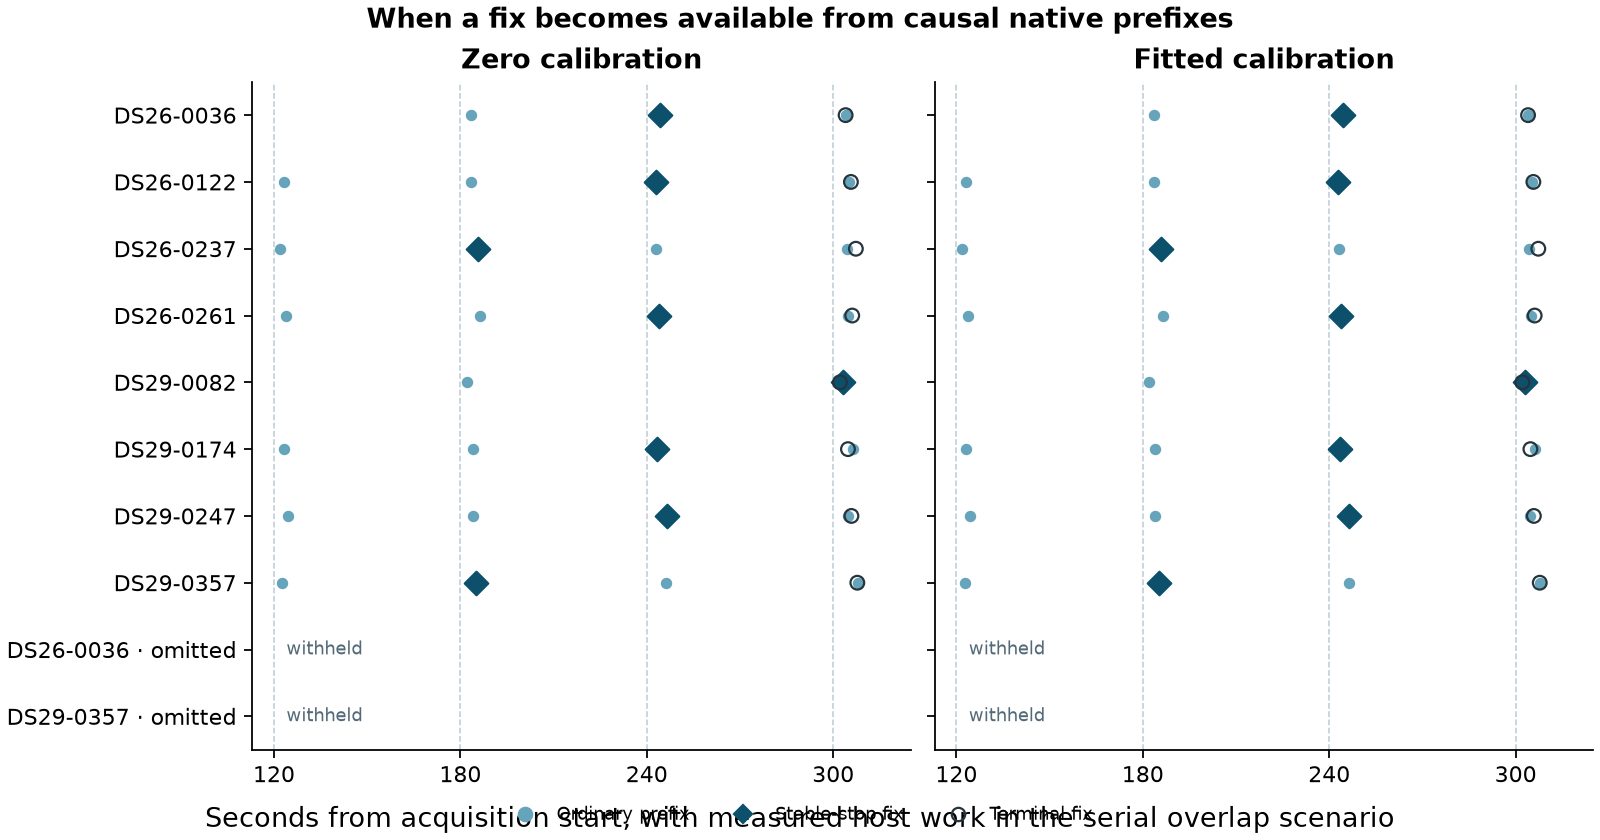 When a fix becomes available from causal native prefixes
Zero calibration
Fitted calibration
DS26-0036
DS26-0122
DS26-0237
DS26-0261
DS29-0082
DS29-0174
DS29-0247
DS29-0357
DS26-0036 · omitted
withheld
withheld
DS29-0357 · omitted
withheld
withheld
120 180 240 300
120 180 240 300
Ordinary prefix Stable-stop fix Terminal fix
Seconds from acquisition start, with measured host work in the serial overlap scenario